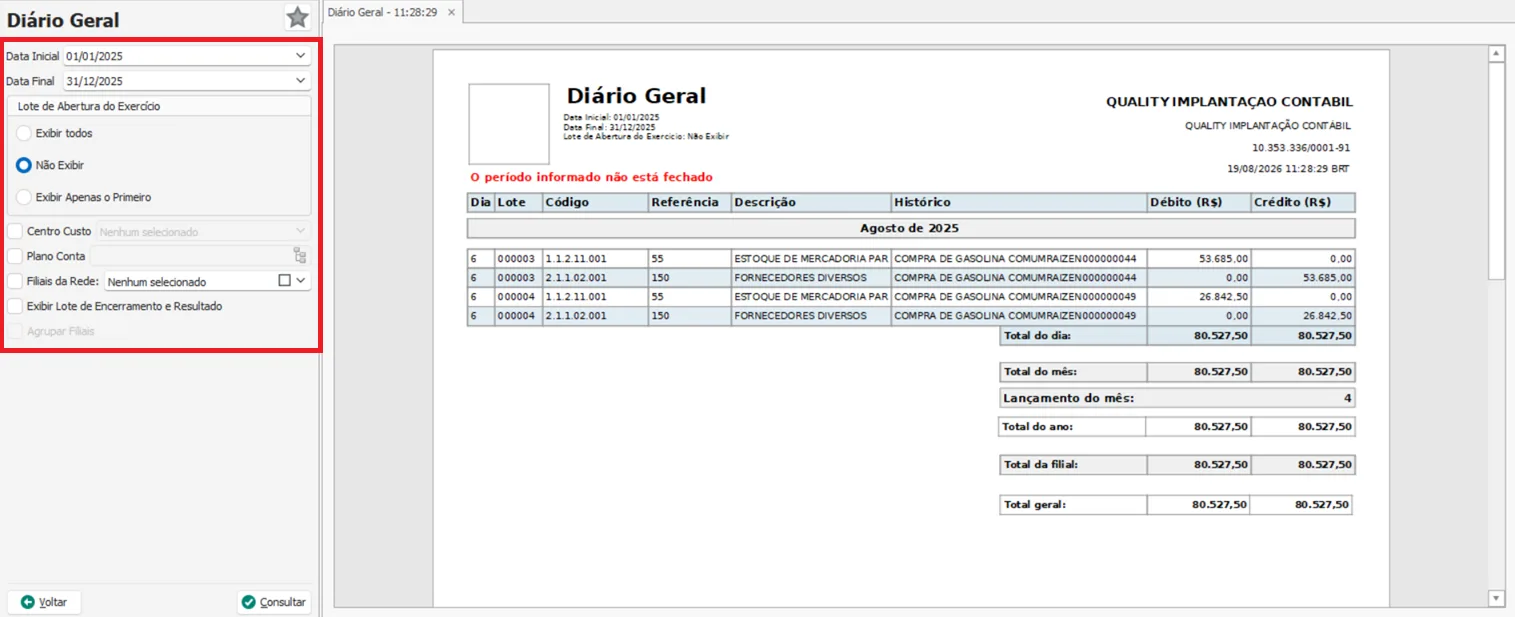 Diário Geral
Data Inicial 01/01/2025
Data Final 31/12/2025
Lote de Abertura do Exercício
Exibir todos
Não Exibir
Exibir Apenas o Primeiro
Centro Custo Nenhum selecionado
Plano Conta
Filiais da Rede: Nenhum selecionado
Exibir Lote de Encerramento e Resultado
Agrupar Filiais
Voltar Consultar
Diário Geral - 11:28:29 ×
Diário Geral
Data Inicial: 01/01/2025
Data Final: 31/12/2025
Lote de Abertura do Exercicio: Não Exibir
QUALITY IMPLANTAÇAO CONTABIL
QUALITY IMPLANTAÇÃO CONTÁBIL
10.353.336/0001-91
19/08/2026 11:28:29 BRT
O período informado não está fechado
Dia Lote Código Referência Descrição Histórico Débito (R$) Crédito (R$)
Agosto de 2025
6 000003 1.1.2.11.001 55 ESTOQUE DE MERCADORIA PAR COMPRA DE GASOLINA COMUMRAIZEN000000044 53.685,00 0,00
6 000003 2.1.1.02.001 150 FORNECEDORES DIVERSOS COMPRA DE GASOLINA COMUMRAIZEN000000044 0,00 53.685,00
6 000004 1.1.2.11.001 55 ESTOQUE DE MERCADORIA PAR COMPRA DE GASOLINA COMUMRAIZEN000000049 26.842,50 0,00
6 000004 2.1.1.02.001 150 FORNECEDORES DIVERSOS COMPRA DE GASOLINA COMUMRAIZEN000000049 0,00 26.842,50
Total do dia: 80.527,50 80.527,50
Total do mês: 80.527,50 80.527,50
Lançamento do mês: 4
Total do ano: 80.527,50 80.527,50
Total da filial: 80.527,50 80.527,50
Total geral: 80.527,50 80.527,50